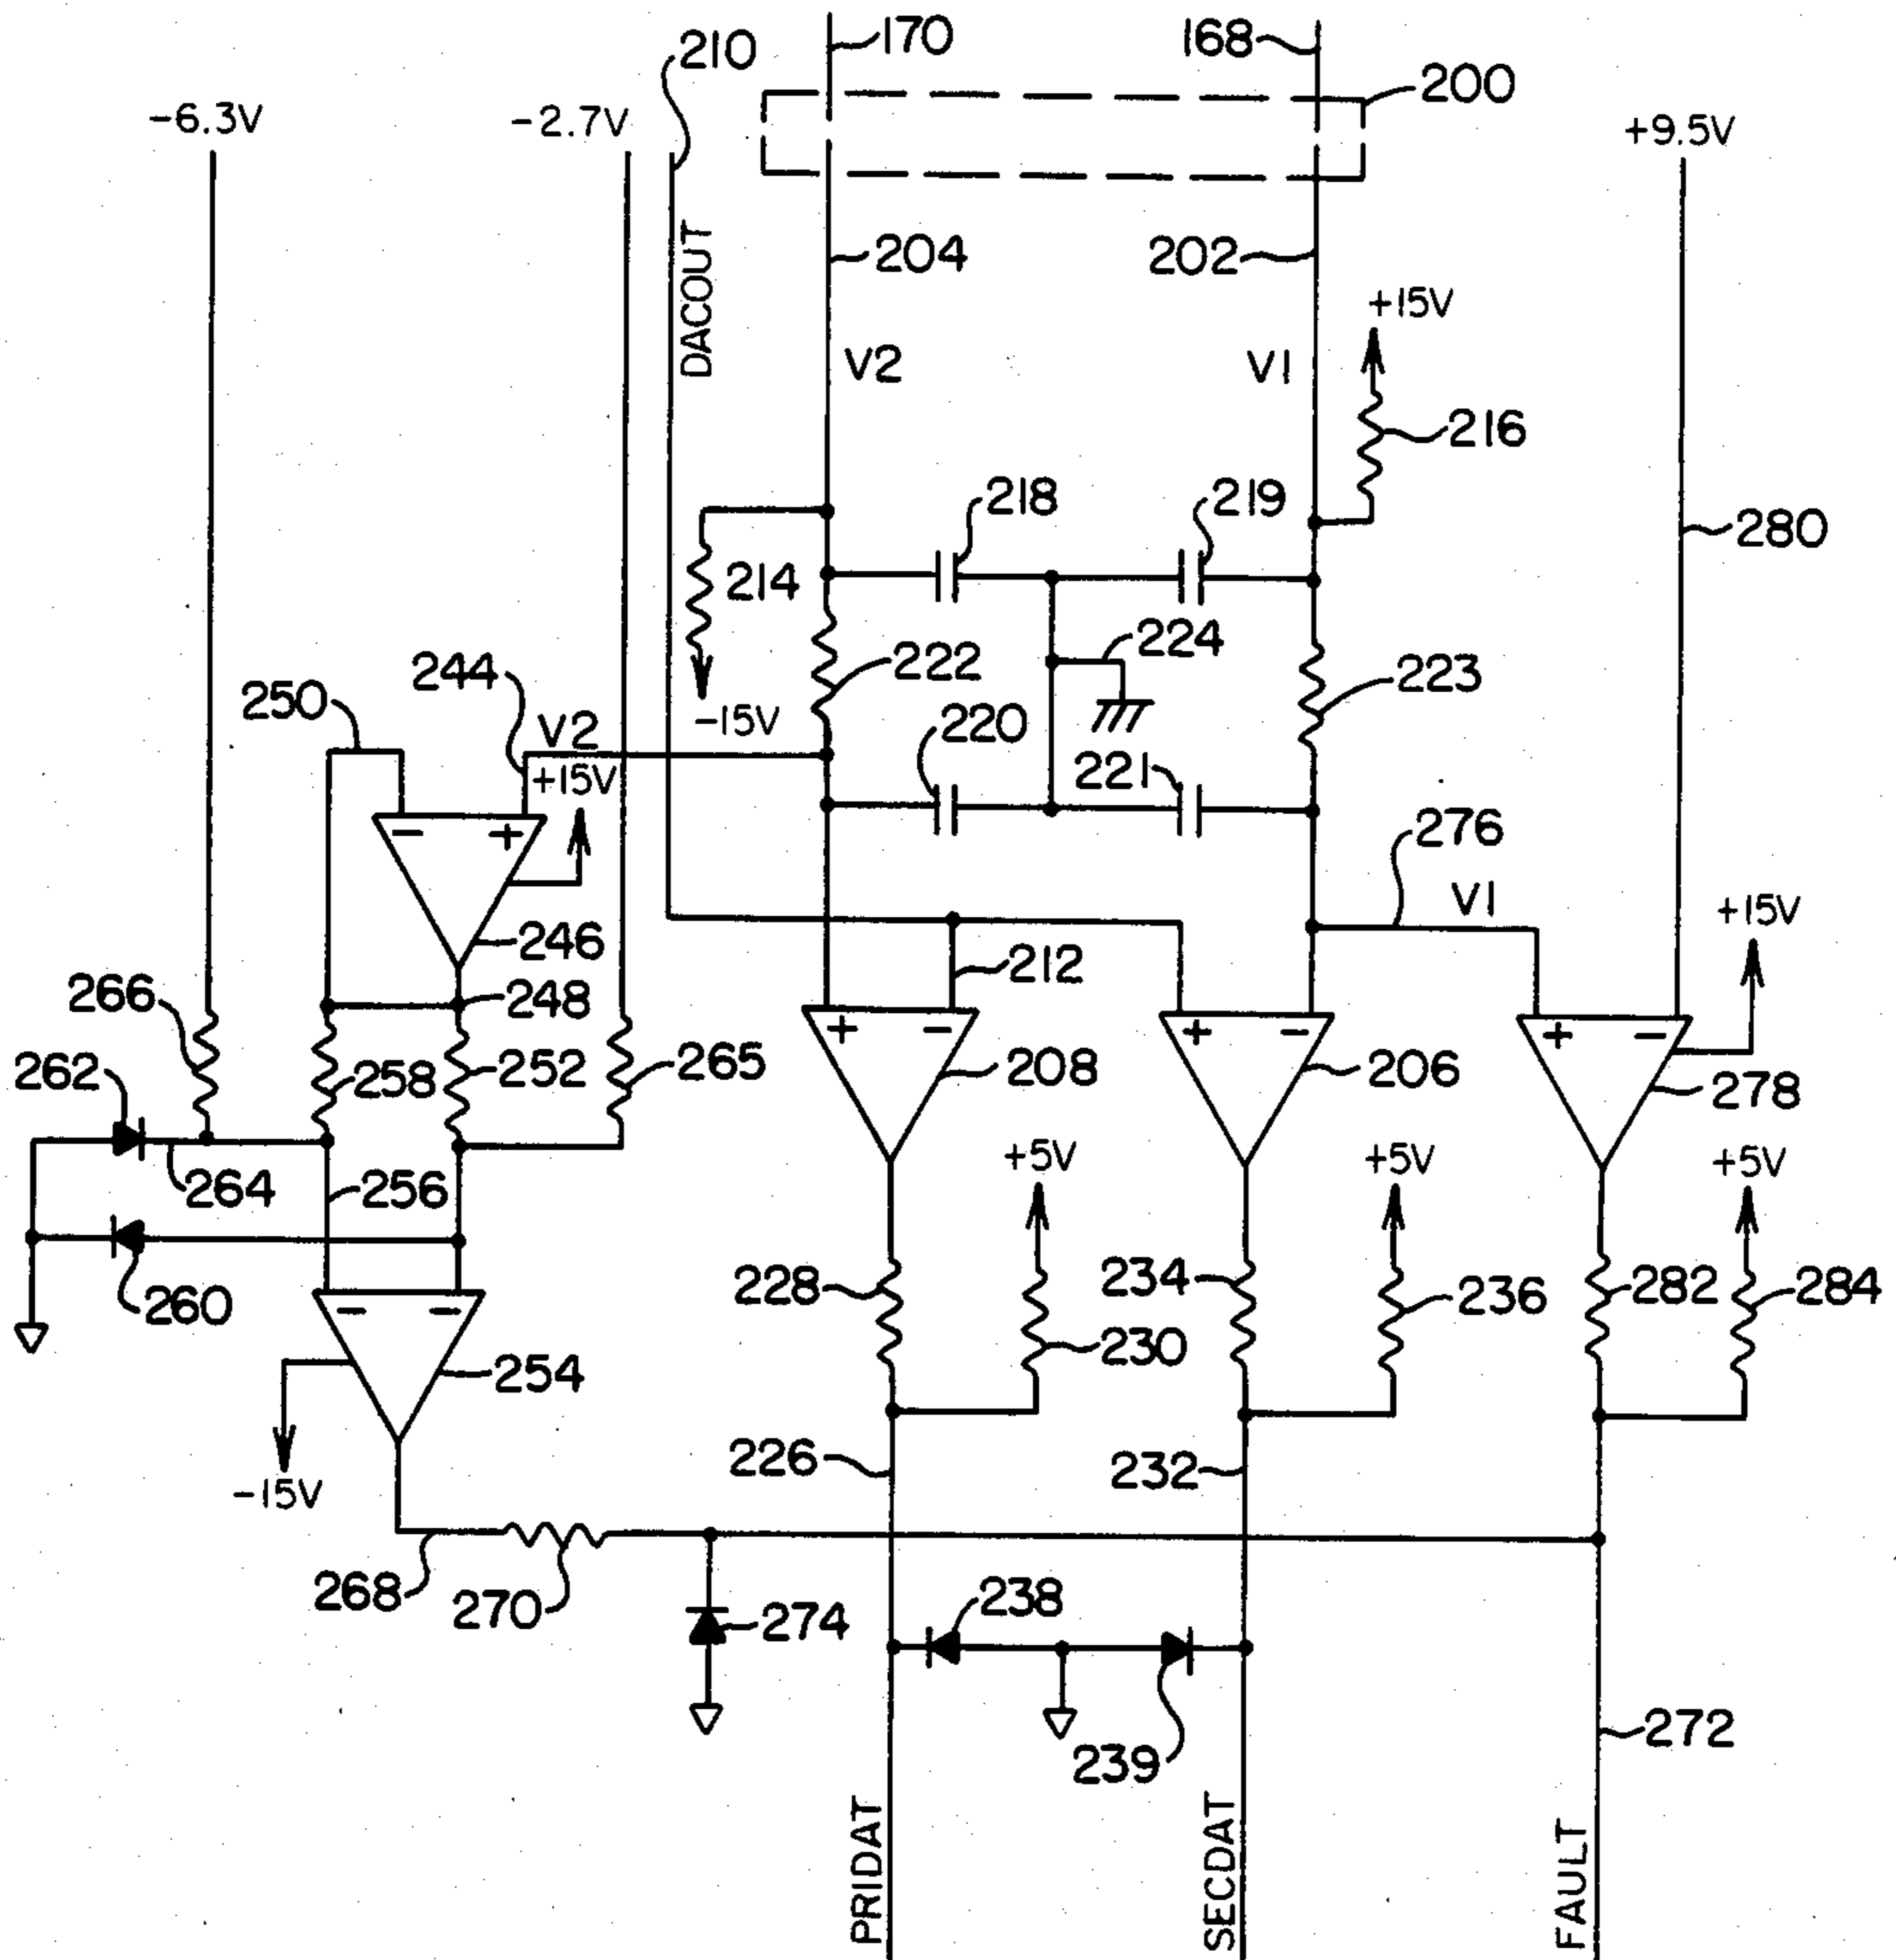 170
168
210
200
-6.3V
-2.7V
+9.5V
DACOUT
204
202
+15V
V2
V1
216
218
219
280
214
224
222
223
244
250
-15V
V2
220
+15V
221
276
V1
- +
+15V
246
212
266
248
+ -
+ -
+ -
262
258
252
265
208
206
278
+5V
+5V
+5V
264
256
260
228
234
236
282
284
- -
230
254
226
232
-15V
268
270
274
238
272
239
PRIDAT
SECDAT
FAULT